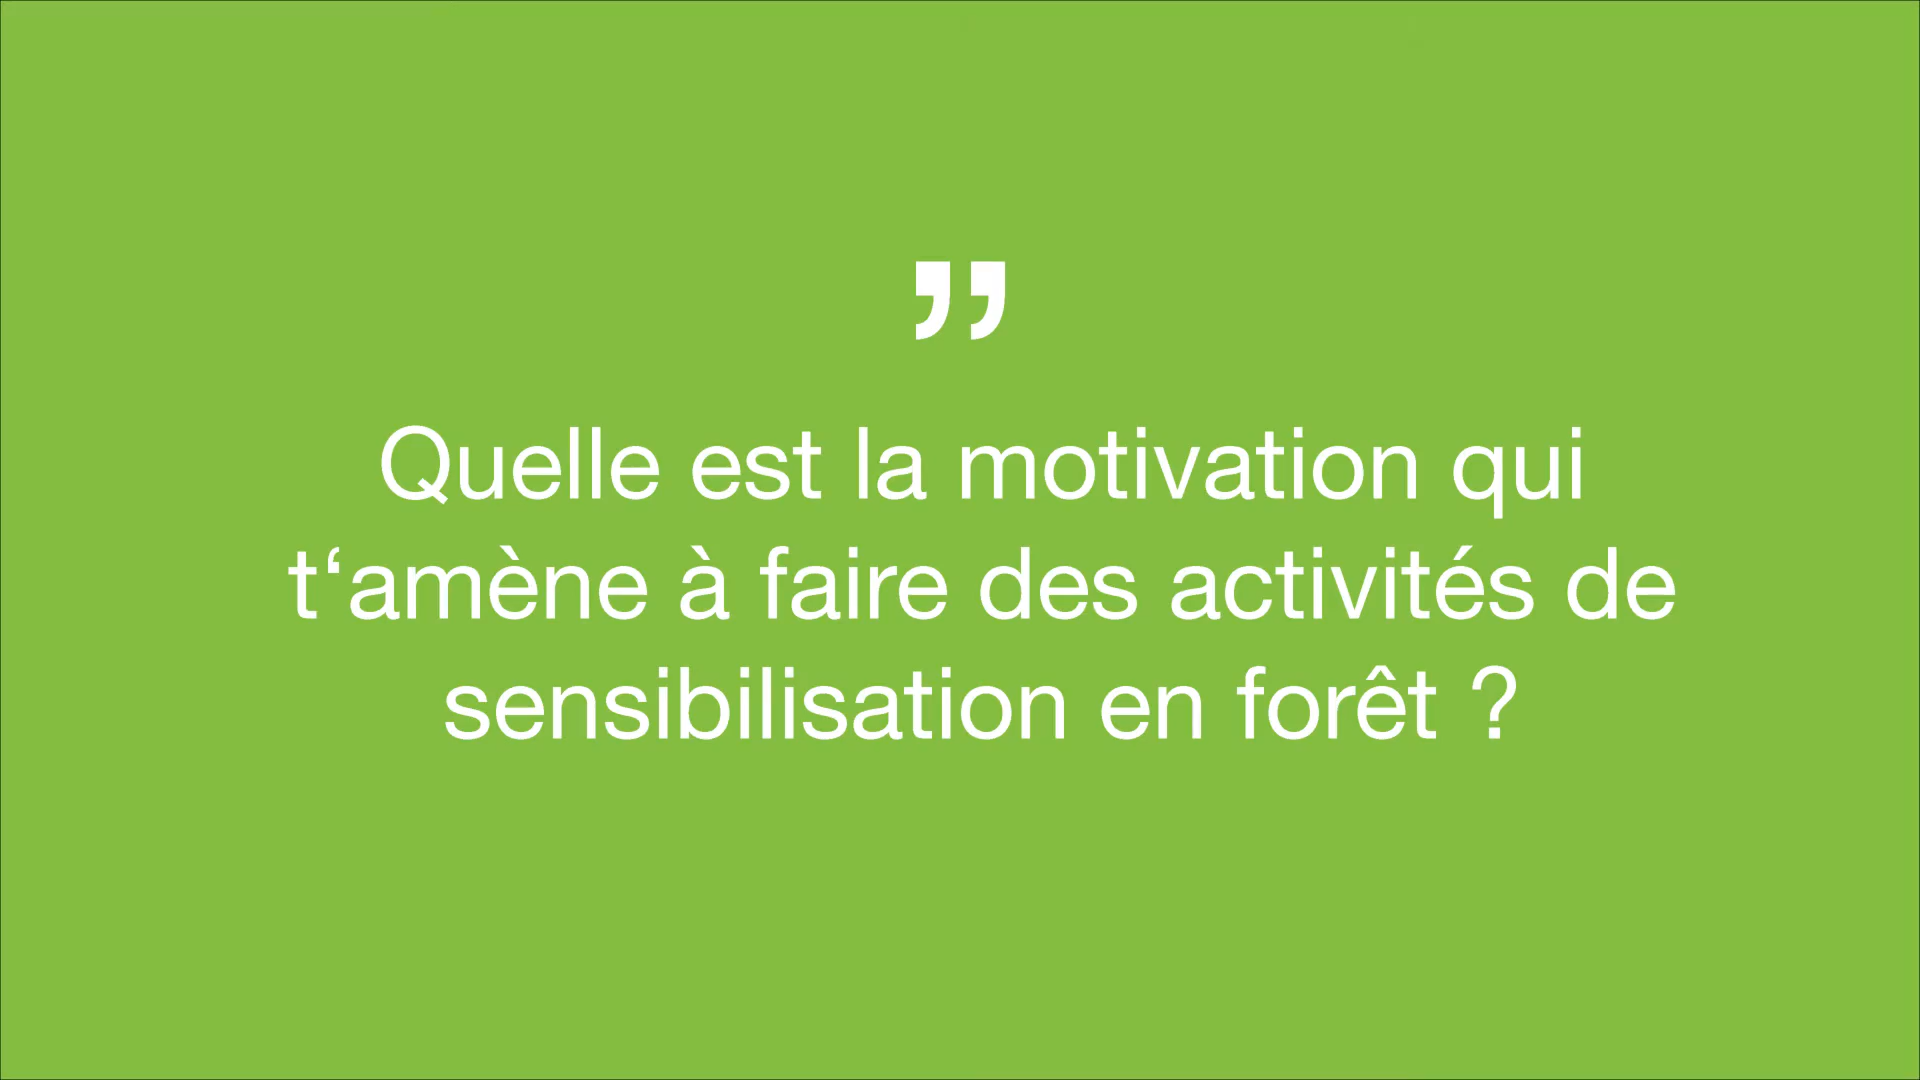 ”
Quelle est la motivation qui
t‘amène à faire des activités de
sensibilisation en forêt ?